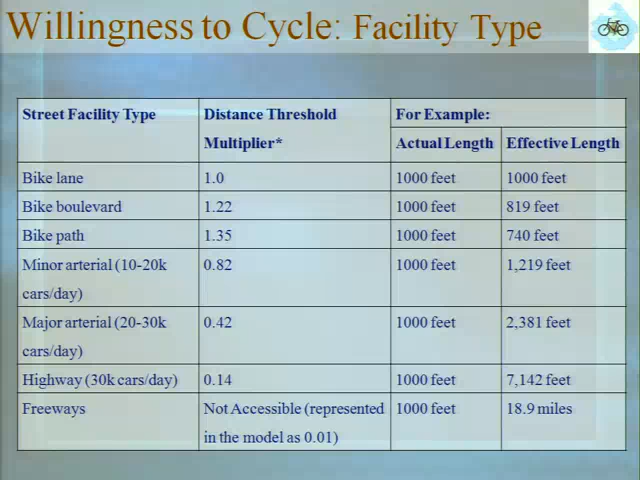 Willingness to Cycle: Facility Type
Street Facility Type Distance Threshold For Example:
Multiplier* Actual Length Effective Length
Bike lane 1.0 1000 feet 1000 feet
Bike boulevard 1.22 1000 feet 819 feet
Bike path 1.35 1000 feet 740 feet
Minor arterial (10-20k 0.82 1000 feet 1,219 feet
cars/day)
Major arterial (20-30k 0.42 1000 feet 2,381 feet
cars/day)
Highway (30k cars/day) 0.14 1000 feet 7,142 feet
Freeways Not Accessible (represented 1000 feet 18.9 miles
in the model as 0.01)